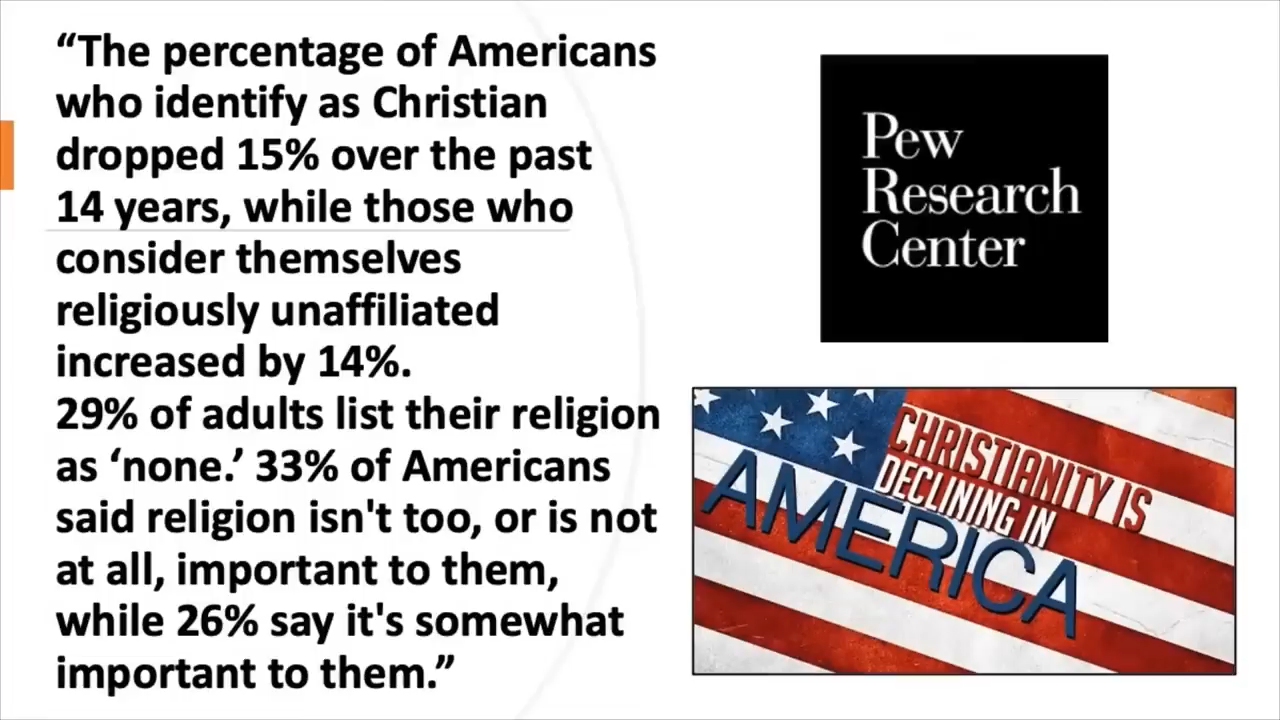 “The percentage of Americans
who identify as Christian
dropped 15% over the past
14 years, while those who
consider themselves
religiously unaffiliated
increased by 14%.
29% of adults list their religion
as ‘none.’ 33% of Americans
said religion isn't too, or is not
at all, important to them,
while 26% say it's somewhat
important to them.”
Pew
Research
Center
CHRISTIANITY IS
DECLINING IN
AMERICA